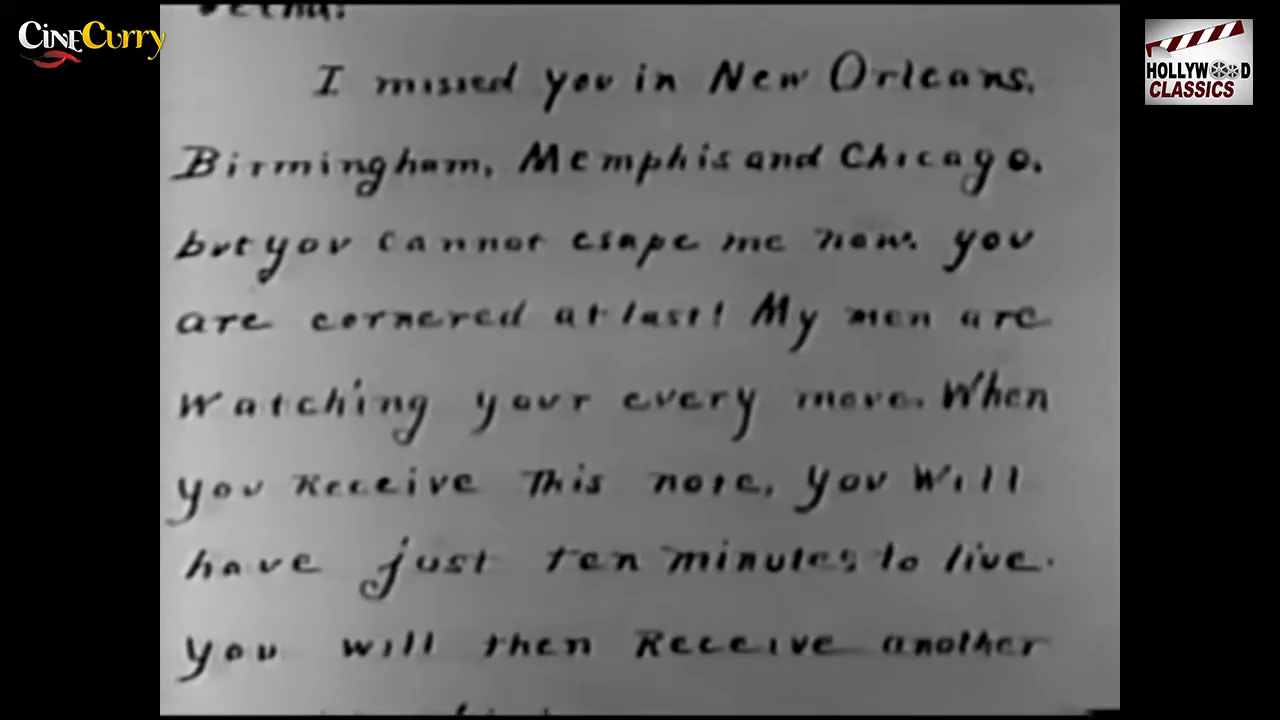 CineCurry
HOLLYWOOD
CLASSICS
I missed you in New Orleans,
Birmingham, Memphis and Chicago.
but you cannot esape me now. you
are cornered at last! My men are
watching your every move. When
you Receive This note, you will
have just ten minutes to live.
you will then Receive another